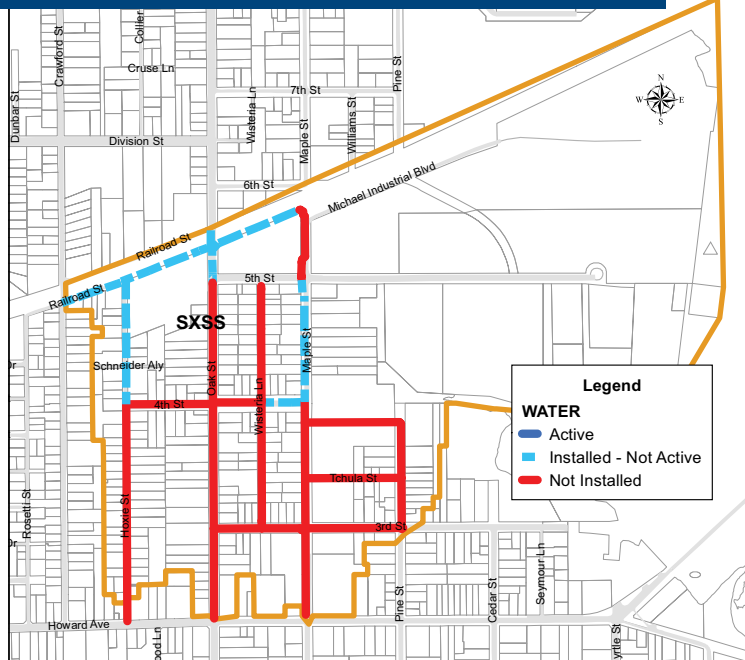 Crawford St
Collier
Cruse Ln
Dunbar St
Wisteria Ln
7th St
Pine St
Maple St
Williams St
Division St
6th St
Michael Industrial Blvd
N
W E
S
Railroad St
Railroad St
5th St
SXSS
Schneider Aly
Oak St
Maple St
4th St
Wisteria Ln
Hoxie St
Tchula St
Rosetti St
3rd St
Howard Ave
Pine St
Cedar St
Seymour Ln
Legend
WATER
Active
Installed - Not Active
Not Installed